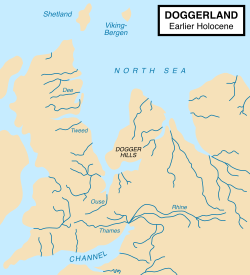 DOGGERLAND
Earlier Holocene
Shetland
Viking-
Bergen
NORTH SEA
Dee
Tweed
DOGGER
HILLS
Ouse
Rhine
Thames
CHANNEL